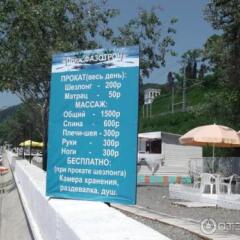 ПРОКАТ(весь день):
Шезлонг - 200р
Матрац - 50р
МАССАЖ:
Общий - 1500р
Спина - 600р
Плечи-шея - 300р
Руки - 300р
Ноги - 300р
БЕСПЛАТНО:
(при прокате шезлонга)
Камера хранения,
раздевалка, душ.